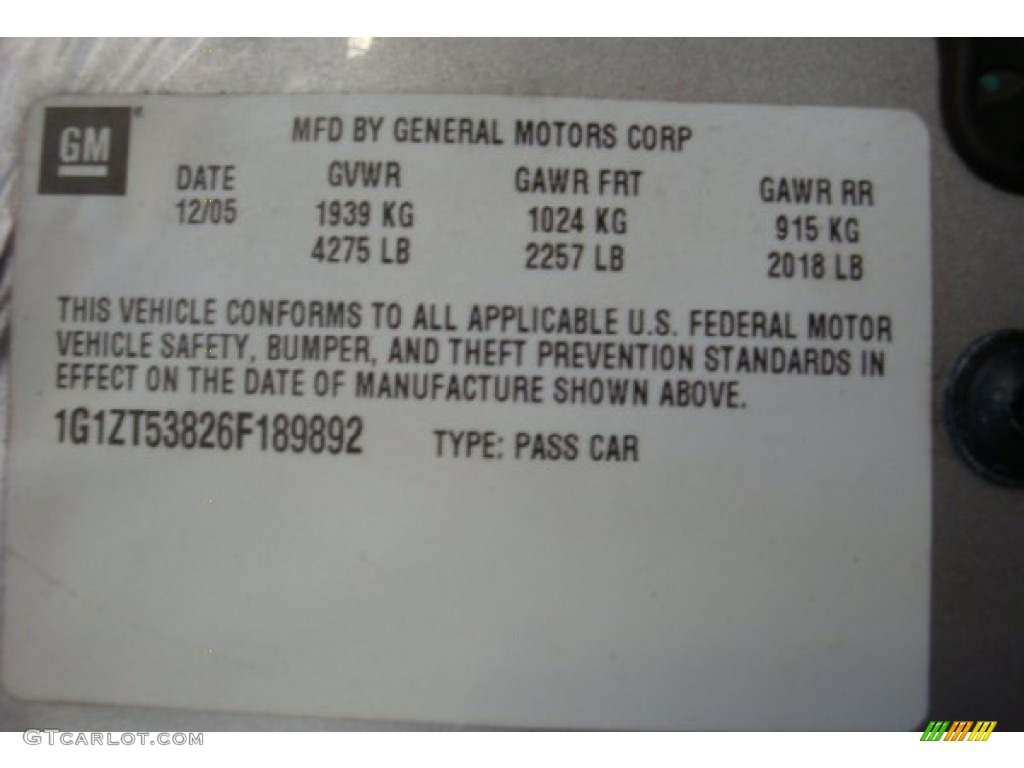 GM
MFD BY GENERAL MOTORS CORP
DATE GVWR GAWR FRT GAWR RR
12/05 1939 KG 1024 KG 915 KG
4275 LB 2257 LB 2018 LB
THIS VEHICLE CONFORMS TO ALL APPLICABLE U.S. FEDERAL MOTOR
VEHICLE SAFETY, BUMPER, AND THEFT PREVENTION STANDARDS IN
EFFECT ON THE DATE OF MANUFACTURE SHOWN ABOVE.
1G1ZT53826F189892 TYPE: PASS CAR
GTCARLOT.COM